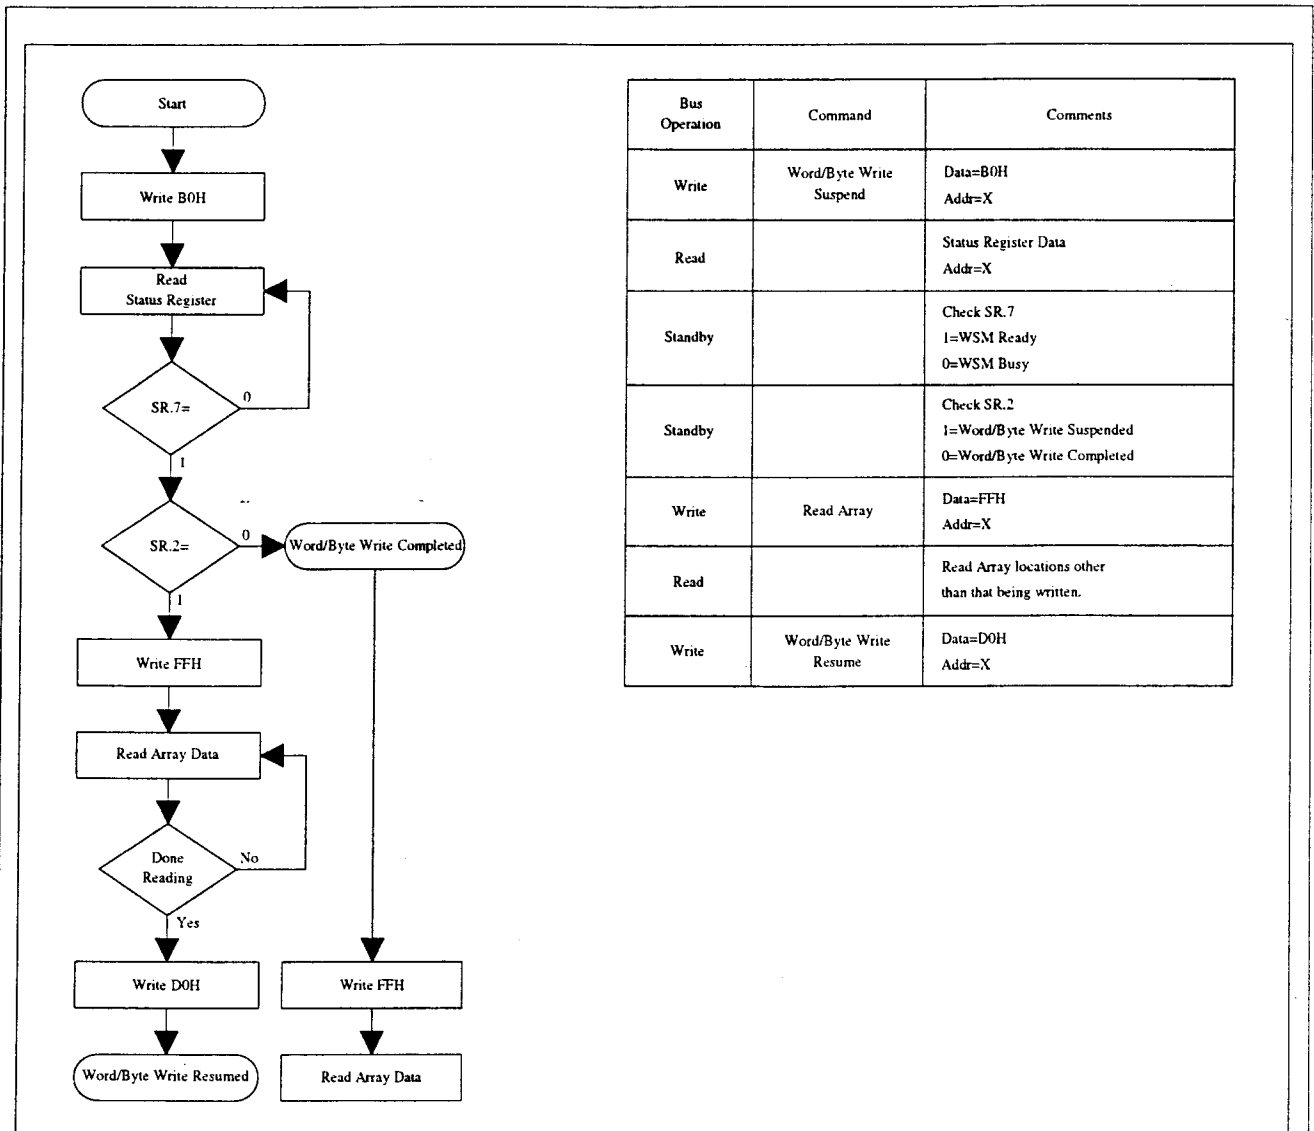 Start
Write B0H
Read
Status Register
SR.7=
0
1
SR.2=
0
Word/Byte Write Completed
1
Write FFH
Read Array Data
Done
Reading
No
Yes
Write D0H
Write FFH
Word/Byte Write Resumed
Read Array Data
Bus
Operation
Command
Comments
Write
Word/Byte Write
Suspend
Data=B0H
Addr=X
Read
Status Register Data
Addr=X
Standby
Check SR.7
1=WSM Ready
0=WSM Busy
Standby
Check SR.2
1=Word/Byte Write Suspended
0=Word/Byte Write Completed
Write
Read Array
Data=FFH
Addr=X
Read
Read Array locations other
than that being written.
Write
Word/Byte Write
Resume
Data=D0H
Addr=X